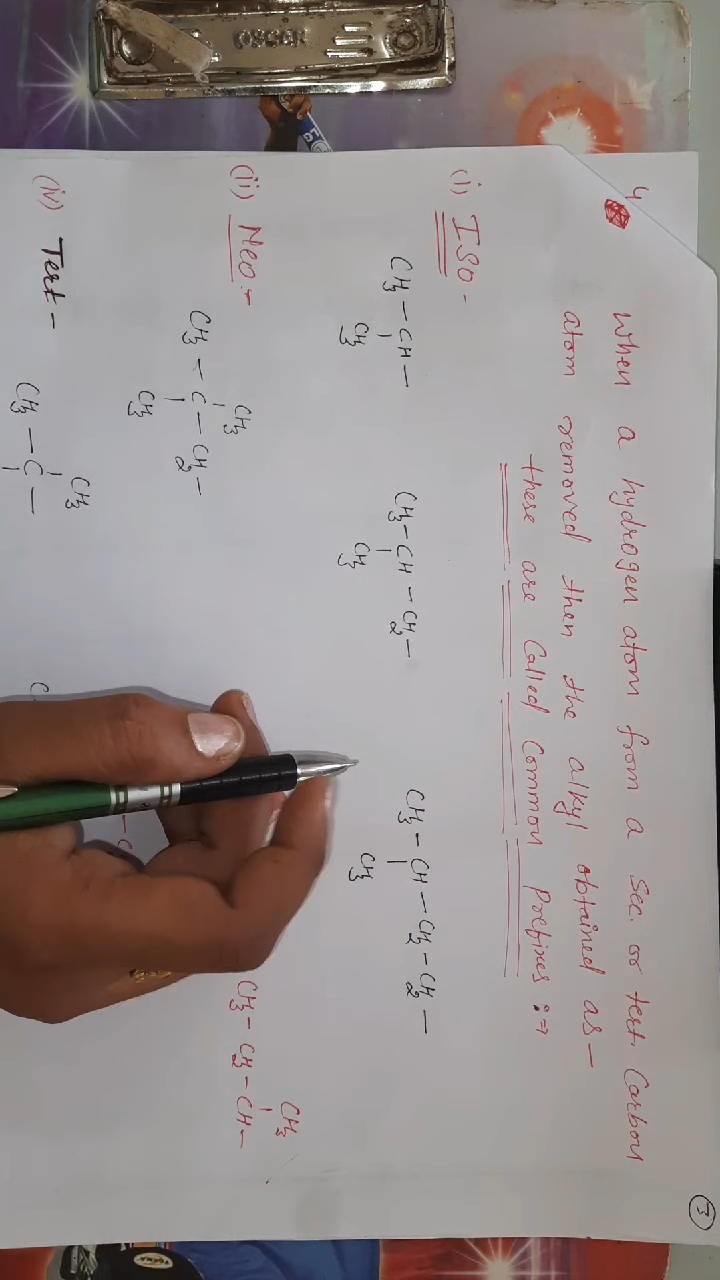 OSCAR
3
4
When a hydrogen atom from a Sec. or tert. Carbon
atom removed then the alkyl obtained as —
these are Called Common prefixes :⇒
(i) ISO -
CH3 — CH —
CH3
CH3 — CH — CH2 —
CH3
CH3 — CH — CH2 — CH2 —
CH3
(ii) Neo :-
CH3
CH3 — C — CH2 —
CH3
CH3
CH3 — CH2 — CH —
(iv) Tert —
CH3
CH3 — C —